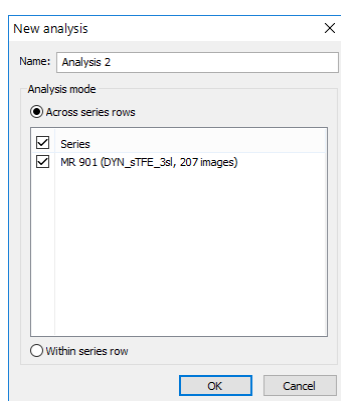 New analysis
Name: Analysis 2
Analysis mode
Across series rows
Series
MR 901 (DYN_sTFE_3sl, 207 images)
Within series row
OK Cancel